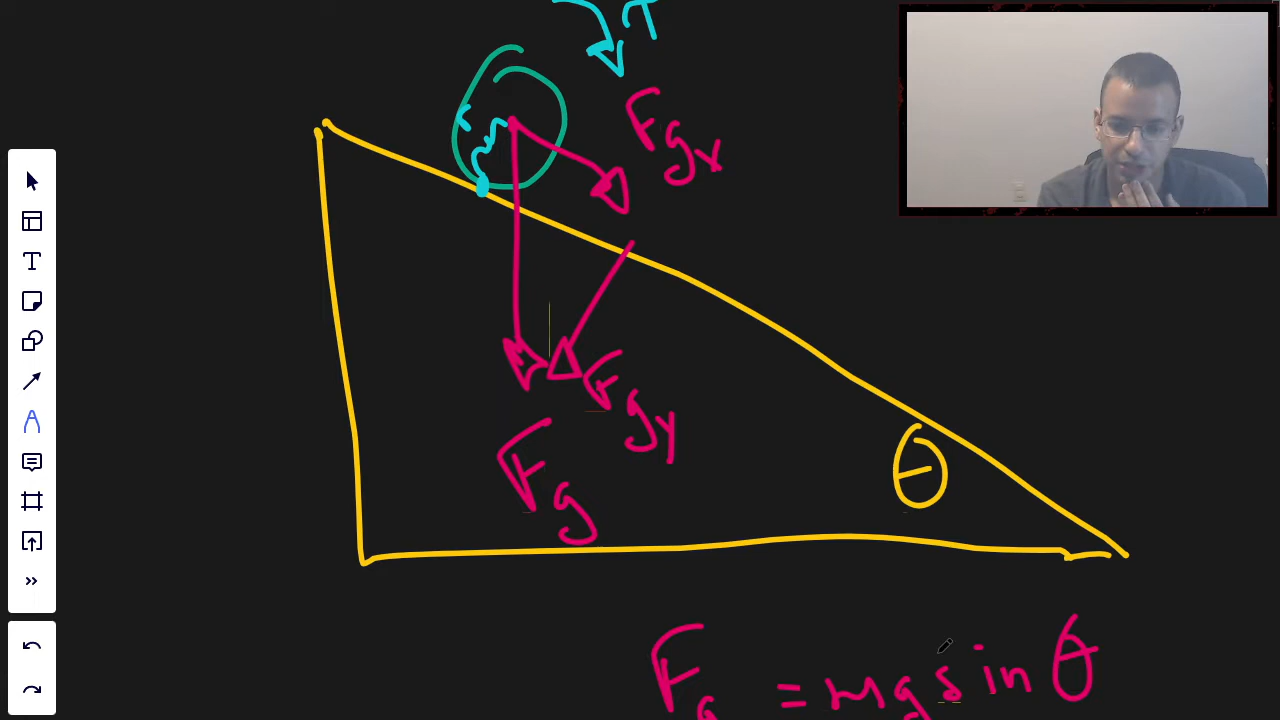 τ
r
Fgx
Fgy
Fg
θ
Fg = mg sin θ